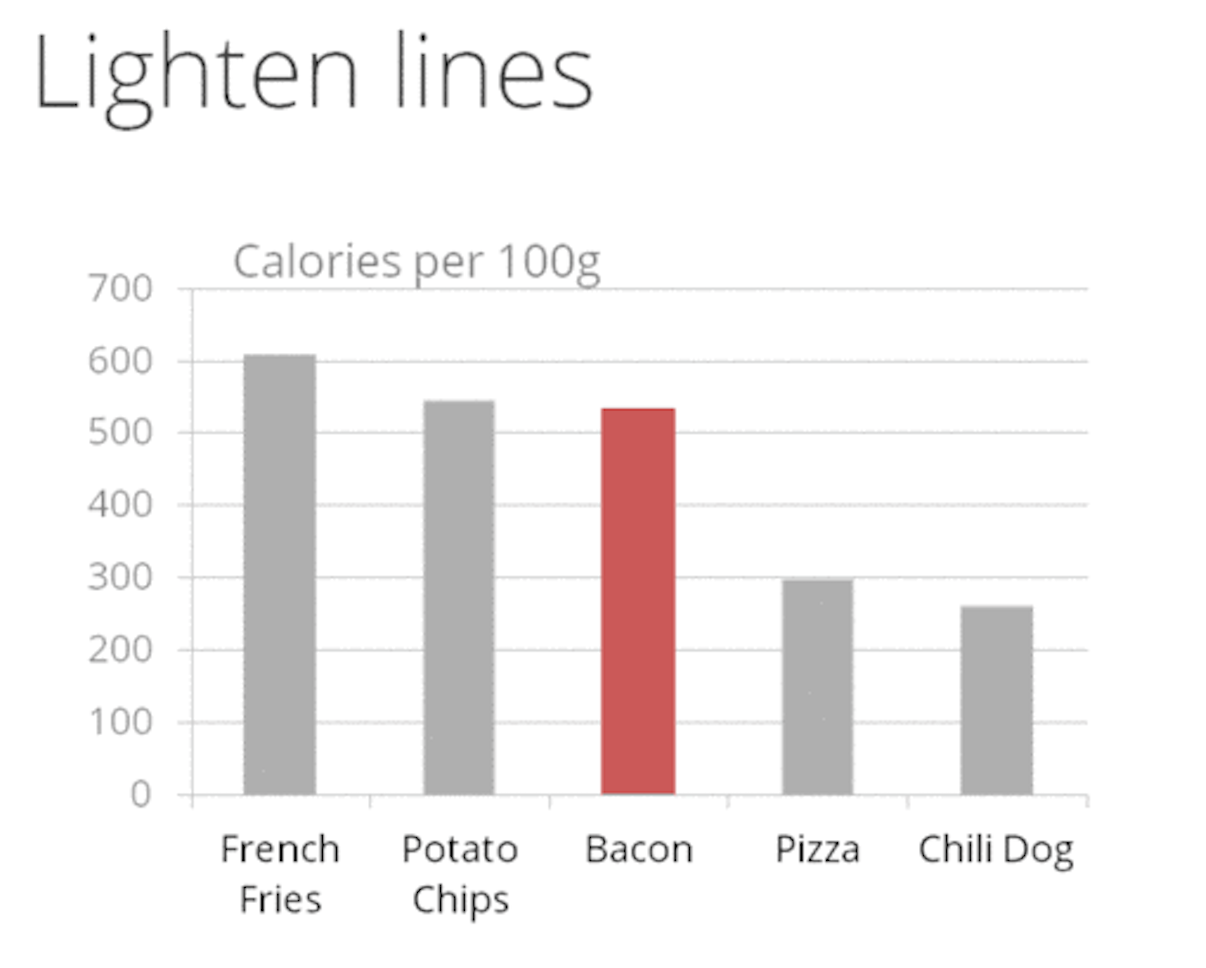 Lighten lines
Calories per 100g
700
600
500
400
300
200
100
0
French Fries
Potato Chips
Bacon
Pizza
Chili Dog